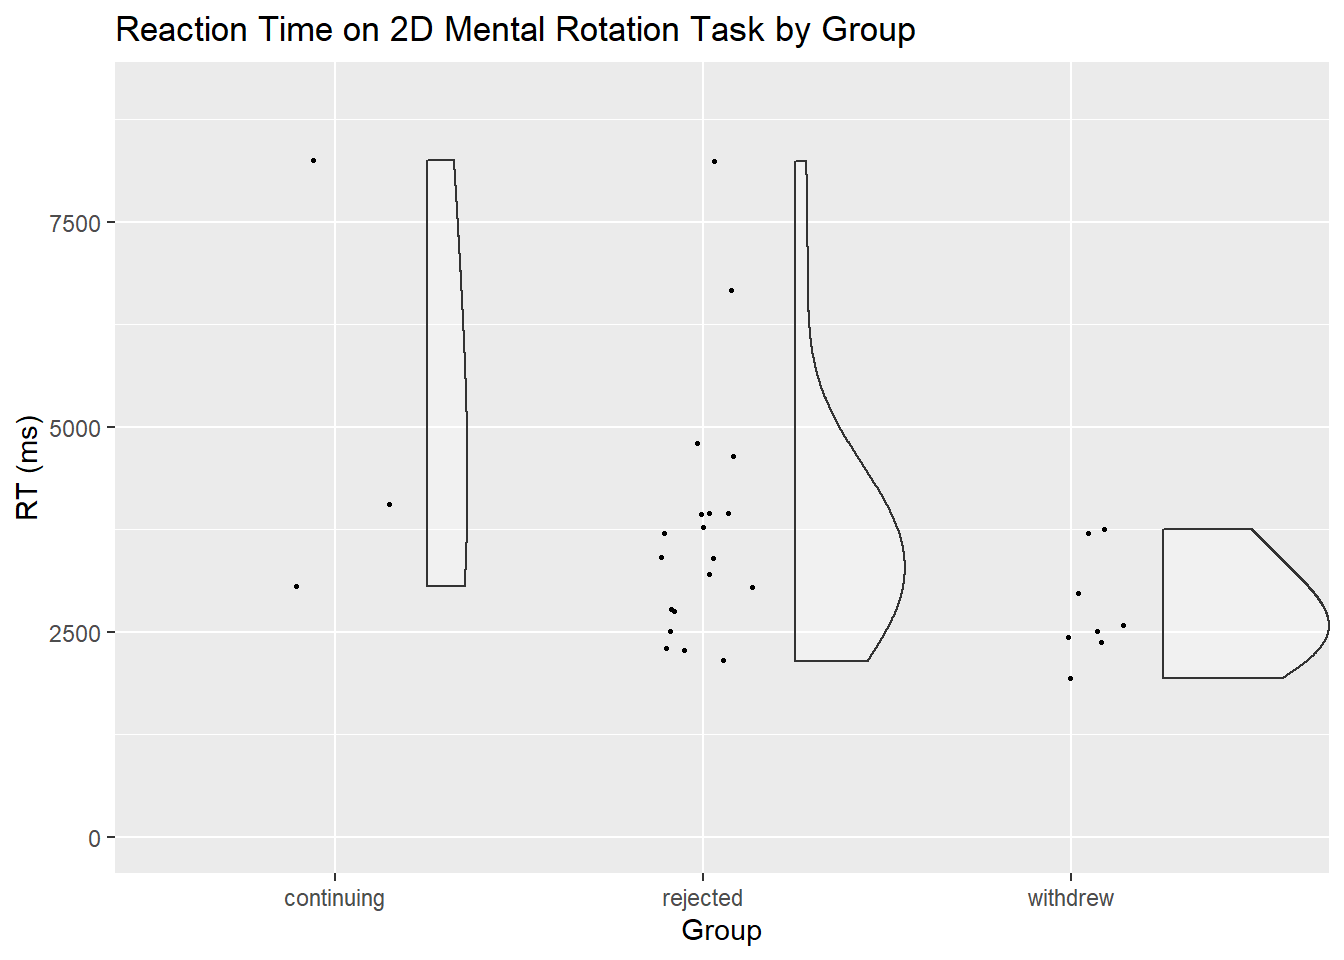 Reaction Time on 2D Mental Rotation Task by Group
7500
5000
2500
0
RT (ms)
continuing
rejected
withdrew
Group